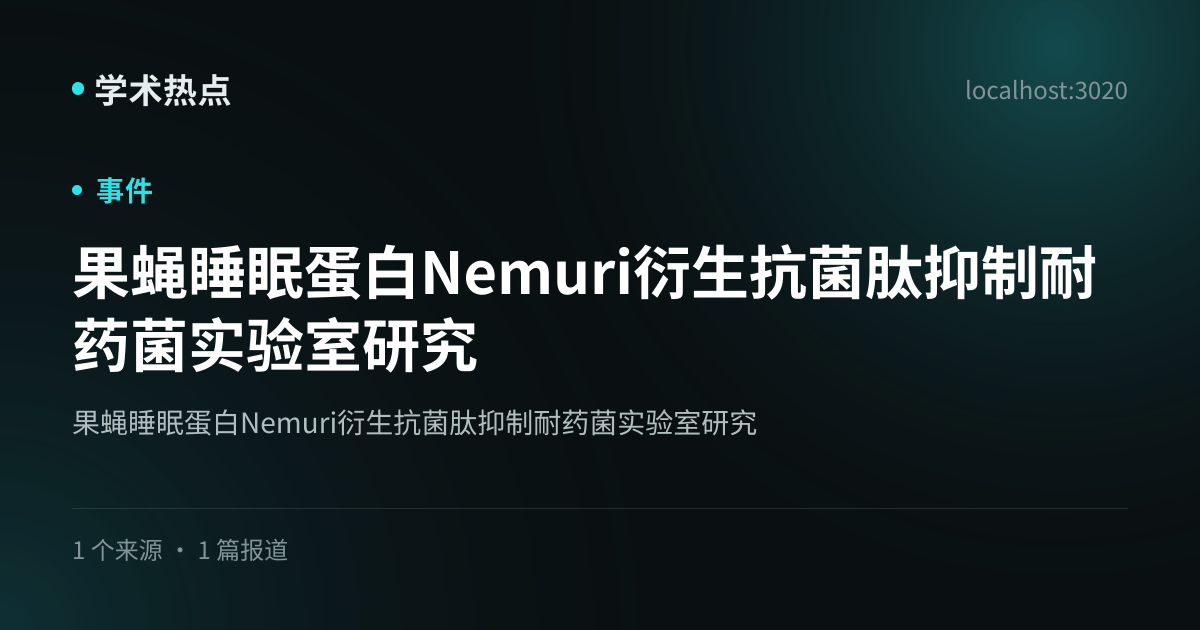 学术热点
localhost:3020
事件
果蝇睡眠蛋白Nemuri衍生抗菌肽抑制耐
药菌实验室研究
果蝇睡眠蛋白Nemuri衍生抗菌肽抑制耐药菌实验室研究
1 个来源 · 1 篇报道